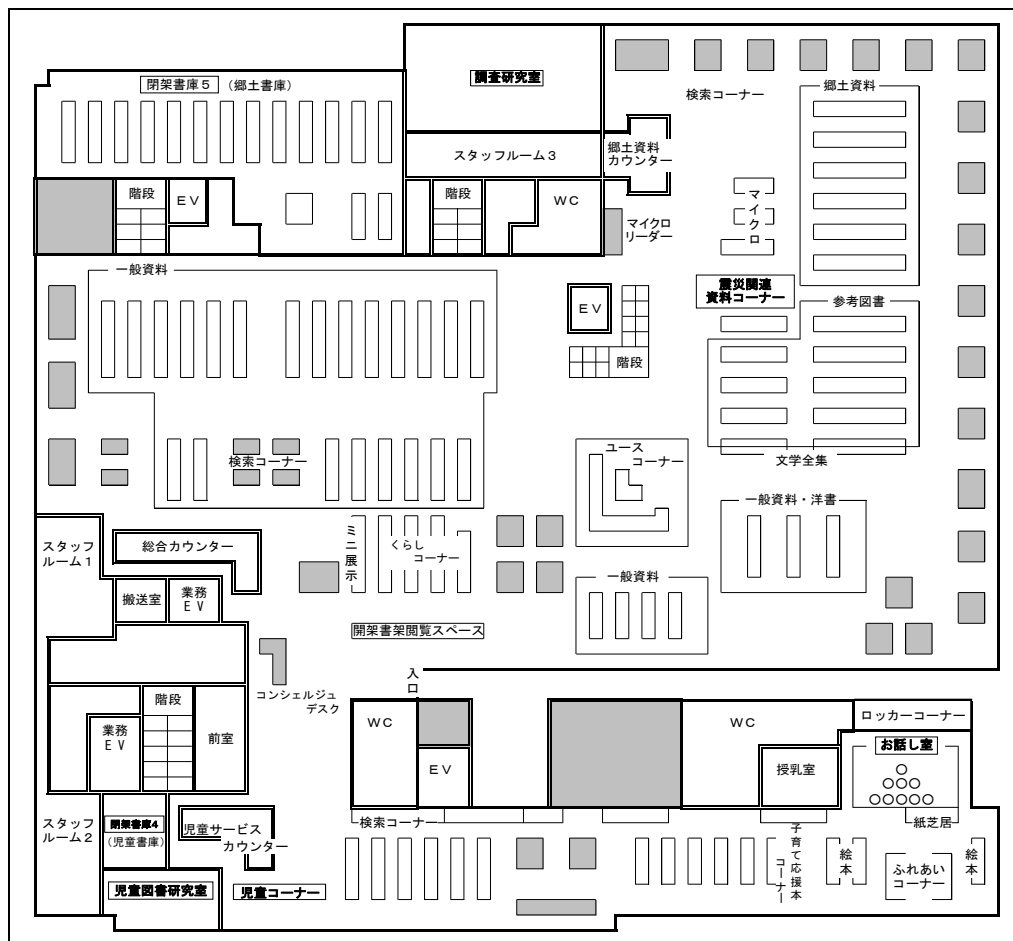 調査研究室
閉架書庫５ （郷土書庫）
検索コーナー
郷土資料
スタッフルーム３
郷土資料
カウンター
階段
ＥＶ
階段
ＷＣ
マイクロ
リーダー
マイクロ
一般資料
震災関連
資料コーナー
参考図書
ＥＶ
階段
検索コーナー
ユース
コーナー
文学全集
一般資料・洋書
スタッフ
ルーム１
総合カウンター
ミニ展示
くらし
コーナー
搬送室
業務
ＥＶ
一般資料
開架書架閲覧スペース
コンシェルジュ
デスク
入口
階段
業務
ＥＶ
前室
ＷＣ
ＥＶ
ＷＣ
ロッカーコーナー
授乳室
お話し室
スタッフ
ルーム２
閉架書庫4
(児童書庫)
児童サービス
カウンター
検索コーナー
紙芝居
子育て応援本
コーナー
絵本
ふれあい
コーナー
絵本
児童図書研究室
児童コーナー